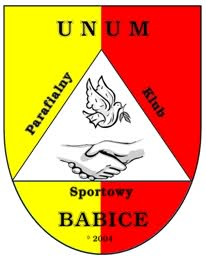 UNUM
Parafialny
Klub
Sportowy
BABICE
* 2004